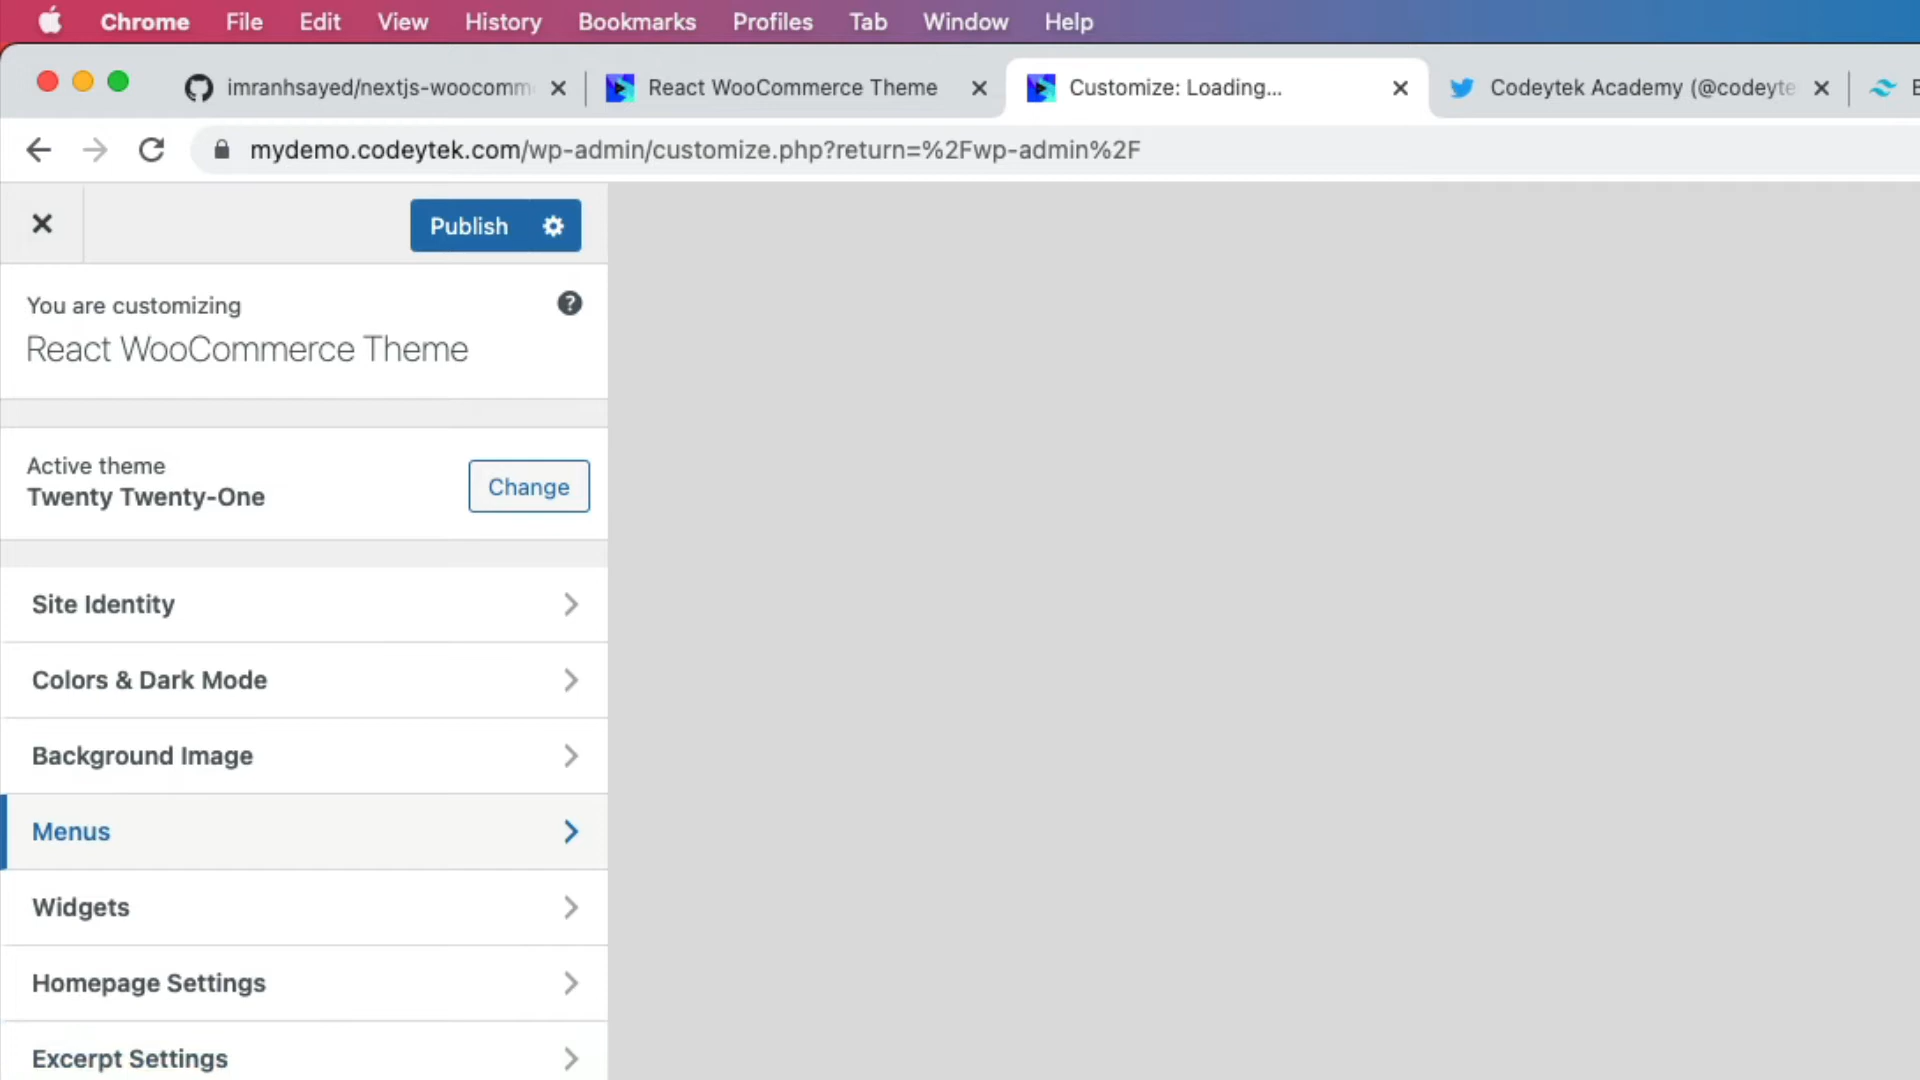 Chrome File Edit View History Bookmarks Profiles Tab Window Help
imranhsayed/nextjs-woocomm React WooCommerce Theme Customize: Loading... Codeytek Academy (@codeyte
mydemo.codeytek.com/wp-admin/customize.php?return=%2Fwp-admin%2F
Publish
You are customizing
React WooCommerce Theme
Active theme
Twenty Twenty-One
Change
Site Identity
Colors & Dark Mode
Background Image
Menus
Widgets
Homepage Settings
Excerpt Settings